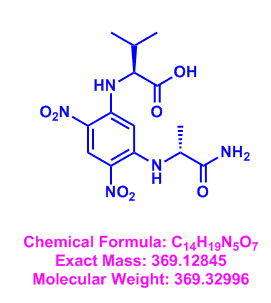 HN
OH
O
O₂N
NH₂
N
H
O
NO₂
Chemical Formula: C₁₄H₁₉N₅O₇
Exact Mass: 369.12845
Molecular Weight: 369.32996